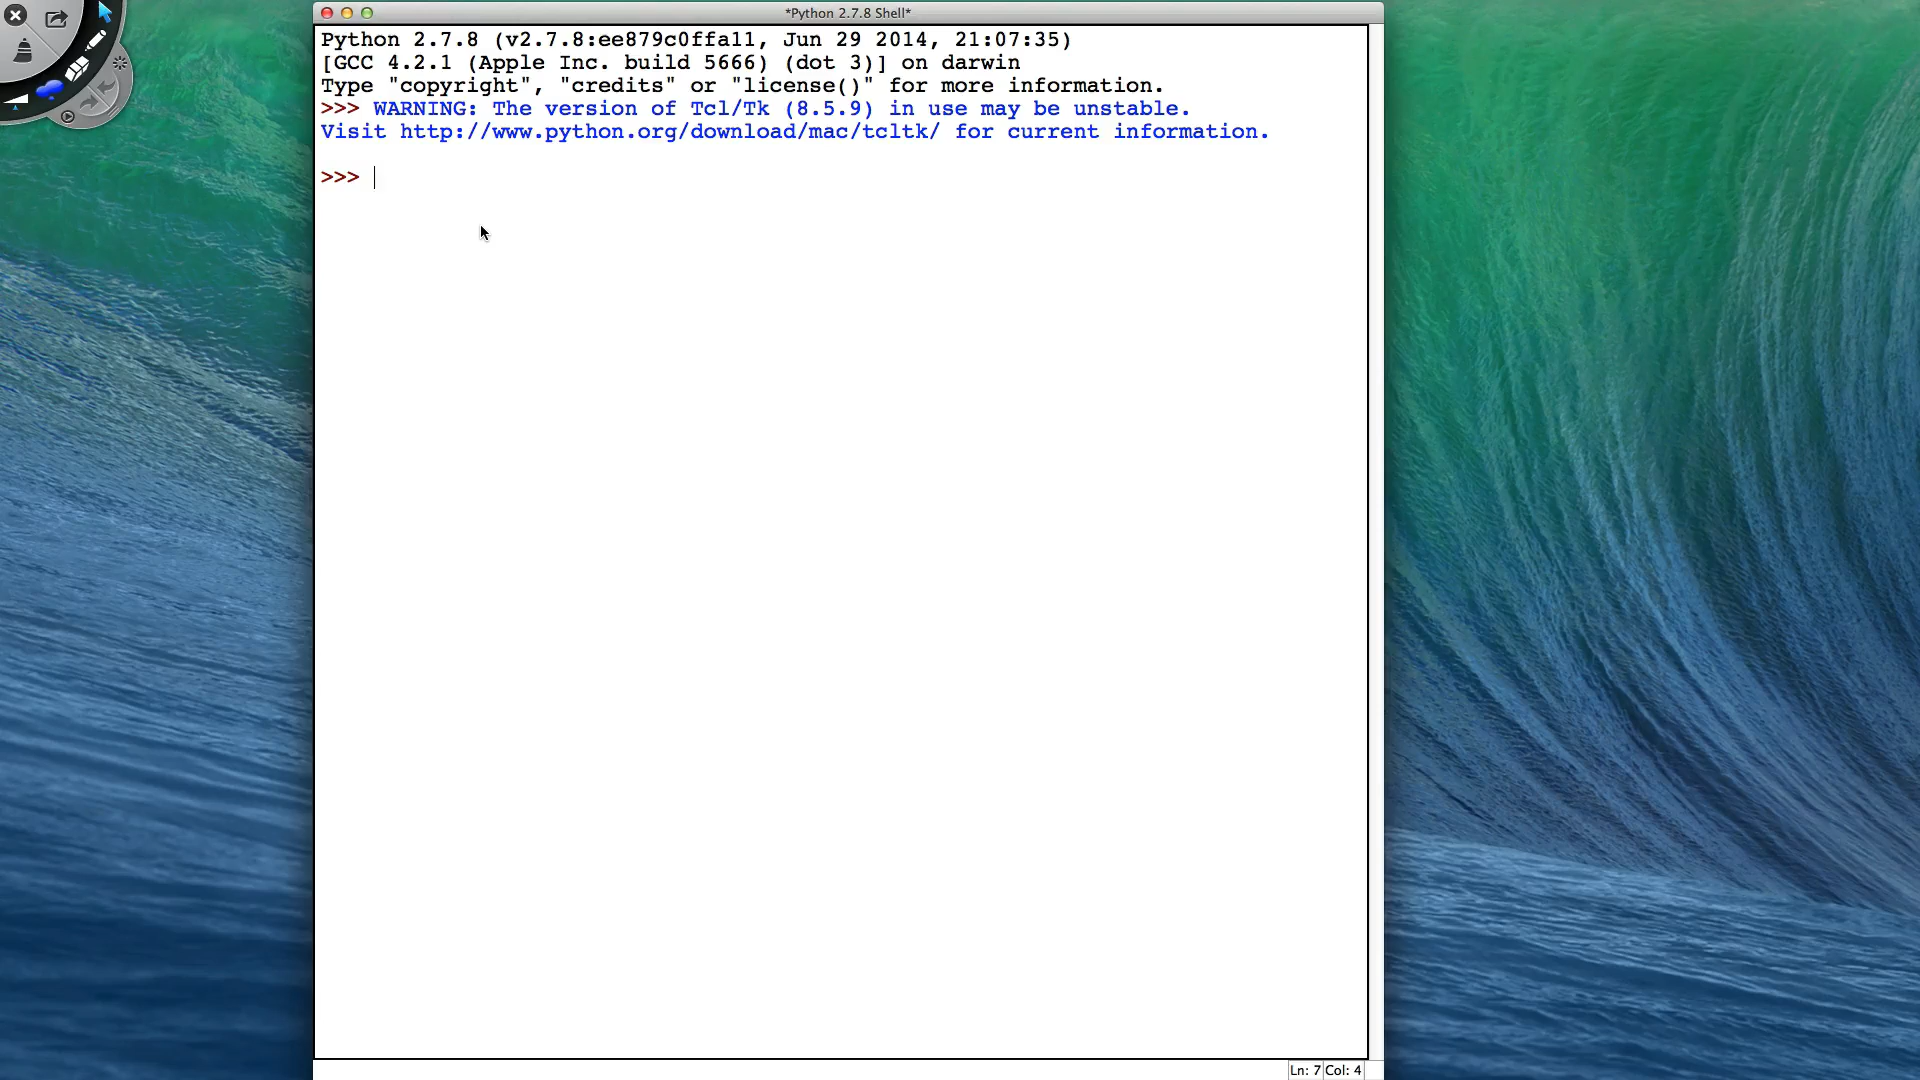 *Python 2.7.8 Shell*
Python 2.7.8 (v2.7.8:ee879c0ffa11, Jun 29 2014, 21:07:35)
[GCC 4.2.1 (Apple Inc. build 5666) (dot 3)] on darwin
Type "copyright", "credits" or "license()" for more information.
>>> WARNING: The version of Tcl/Tk (8.5.9) in use may be unstable.
Visit http://www.python.org/download/mac/tcltk/ for current information.
>>>
Ln: 7 Col: 4